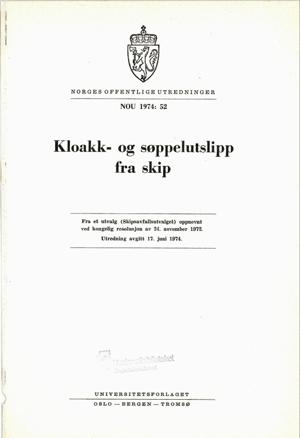 NORGES OFFENTLIGE UTREDNINGER
NOU 1974: 52
Kloakk- og søppelutslipp
fra skip
Fra et utvalg (Skipsavfallsutvalget) oppnevnt
ved kongelig resolusjon av 24. november 1972.
Utredning avgitt 17. juni 1974.
UNIVERSITETSFORLAGET
OSLO — BERGEN — TROMSØ